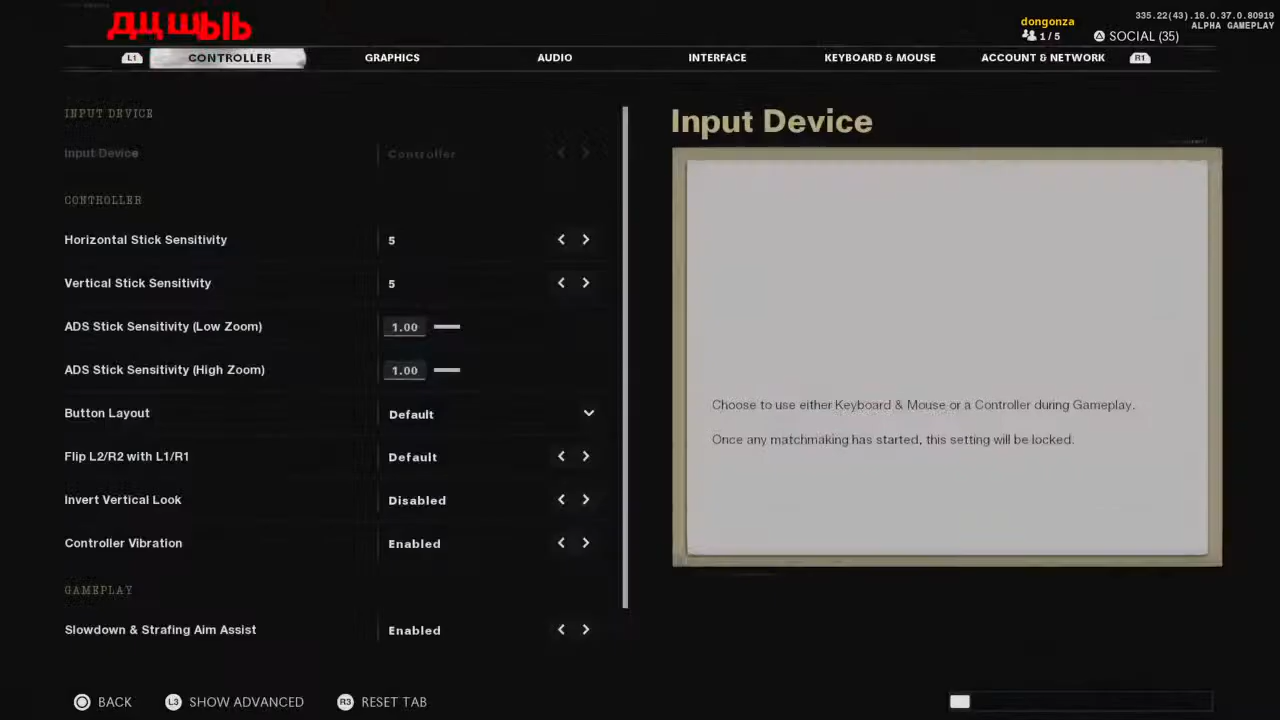 ДЦ ШЫЬ
dongonza
1 / 5
335.22(43).16.0.37.0.80919
ALPHA GAMEPLAY
SOCIAL (35)
L1 CONTROLLER GRAPHICS AUDIO INTERFACE KEYBOARD & MOUSE ACCOUNT & NETWORK R1
INPUT DEVICE
Input Device Controller
CONTROLLER
Horizontal Stick Sensitivity 5
Vertical Stick Sensitivity 5
ADS Stick Sensitivity (Low Zoom) 1.00
ADS Stick Sensitivity (High Zoom) 1.00
Button Layout Default
Flip L2/R2 with L1/R1 Default
Invert Vertical Look Disabled
Controller Vibration Enabled
GAMEPLAY
Slowdown & Strafing Aim Assist Enabled
Input Device
Choose to use either Keyboard & Mouse or a Controller during Gameplay.
Once any matchmaking has started, this setting will be locked.
BACK L3 SHOW ADVANCED R3 RESET TAB